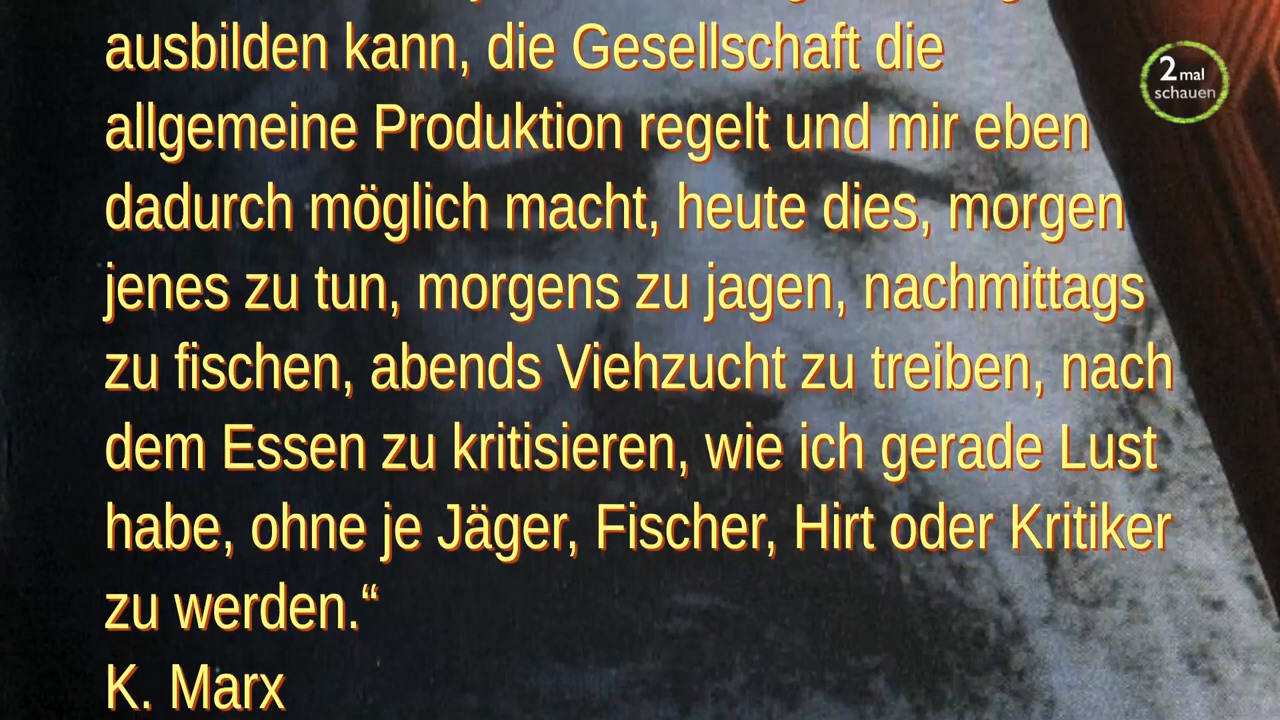 ausbilden kann, die Gesellschaft die
allgemeine Produktion regelt und mir eben
dadurch möglich macht, heute dies, morgen
jenes zu tun, morgens zu jagen, nachmittags
zu fischen, abends Viehzucht zu treiben, nach
dem Essen zu kritisieren, wie ich gerade Lust
habe, ohne je Jäger, Fischer, Hirt oder Kritiker
zu werden.“
K. Marx
2mal
schauen